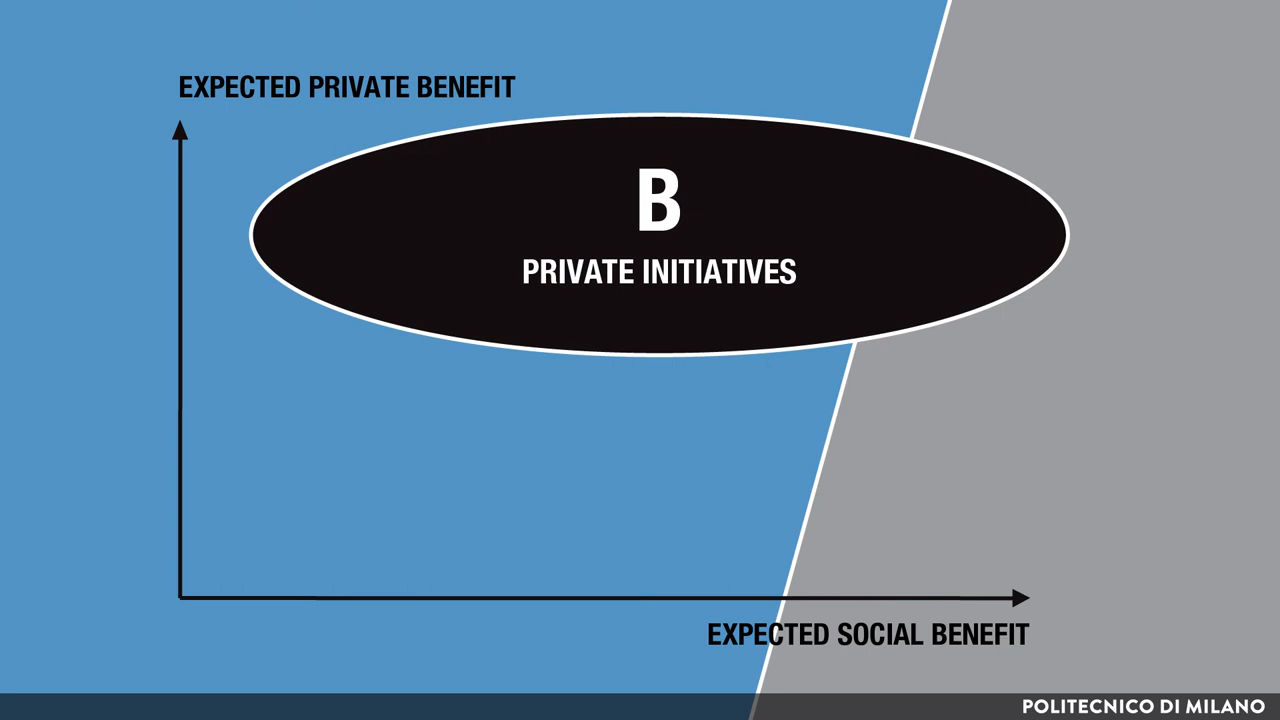 EXPECTED PRIVATE BENEFIT
B
PRIVATE INITIATIVES
EXPECTED SOCIAL BENEFIT
POLITECNICO DI MILANO